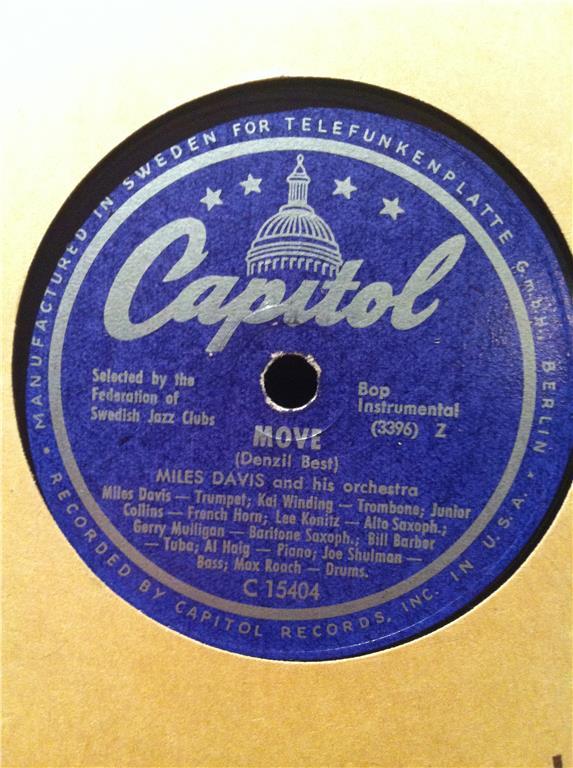 MANUFACTURED IN SWEDEN FOR TELEFUNKENPLATTE G.m.b.H. BERLIN
Capitol
Selected by the
Federation of
Swedish Jazz Clubs
Bop
Instrumental
(3396) Z
MOVE
(Denzil Best)
MILES DAVIS and his orchestra
Miles Davis — Trumpet; Kai Winding — Trombone; Junior
Collins — French Horn; Lee Konitz — Alto Saxoph.;
Gerry Mulligan — Baritone Saxoph.; Bill Barber
— Tuba; Al Haig — Piano; Joe Shulman —
Bass; Max Roach — Drums.
C 15404
RECORDED BY CAPITOL RECORDS, INC. IN U.S.A.